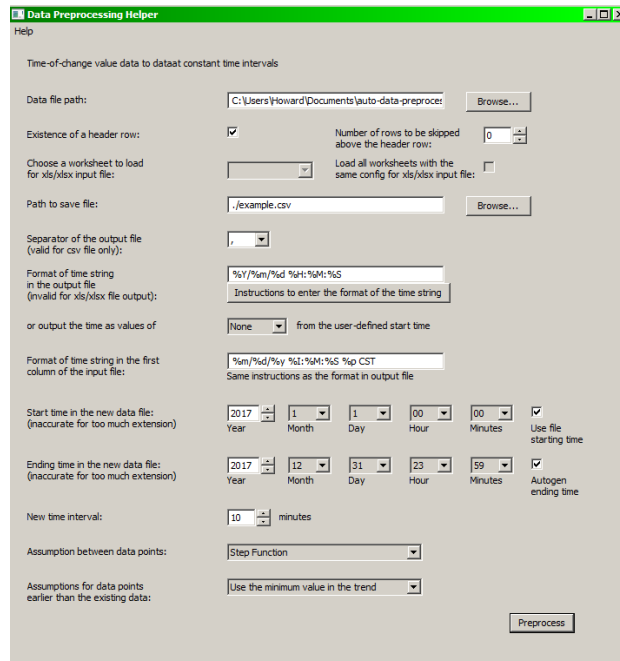 Data Preprocessing Helper
Help
Time-of-change value data to dataat constant time intervals
Data file path: C:\Users\Howard\Documents\auto-data-preproces Browse...
Existence of a header row: Number of rows to be skipped above the header row: 0
Choose a worksheet to load for xls/xlsx input file: Load all worksheets with the same config for xls/xlsx input file:
Path to save file: ./example.csv Browse...
Separator of the output file (valid for csv file only): ,
Format of time string in the output file (invalid for xls/xlsx file output): %Y/%m/%d %H:%M:%S
Instructions to enter the format of the time string
or output the time as values of None from the user-defined start time
Format of time string in the first column of the input file: %m/%d/%y %I:%M:%S %p CST
Same instructions as the format in output file
Start time in the new data file: (inaccurate for too much extension) 2017 1 1 00 00
Year Month Day Hour Minutes Use file starting time
Ending time in the new data file: (inaccurate for too much extension) 2017 12 31 23 59
Year Month Day Hour Minutes Autogen ending time
New time interval: 10 minutes
Assumption between data points: Step Function
Assumptions for data points earlier than the existing data: Use the minimum value in the trend
Preprocess